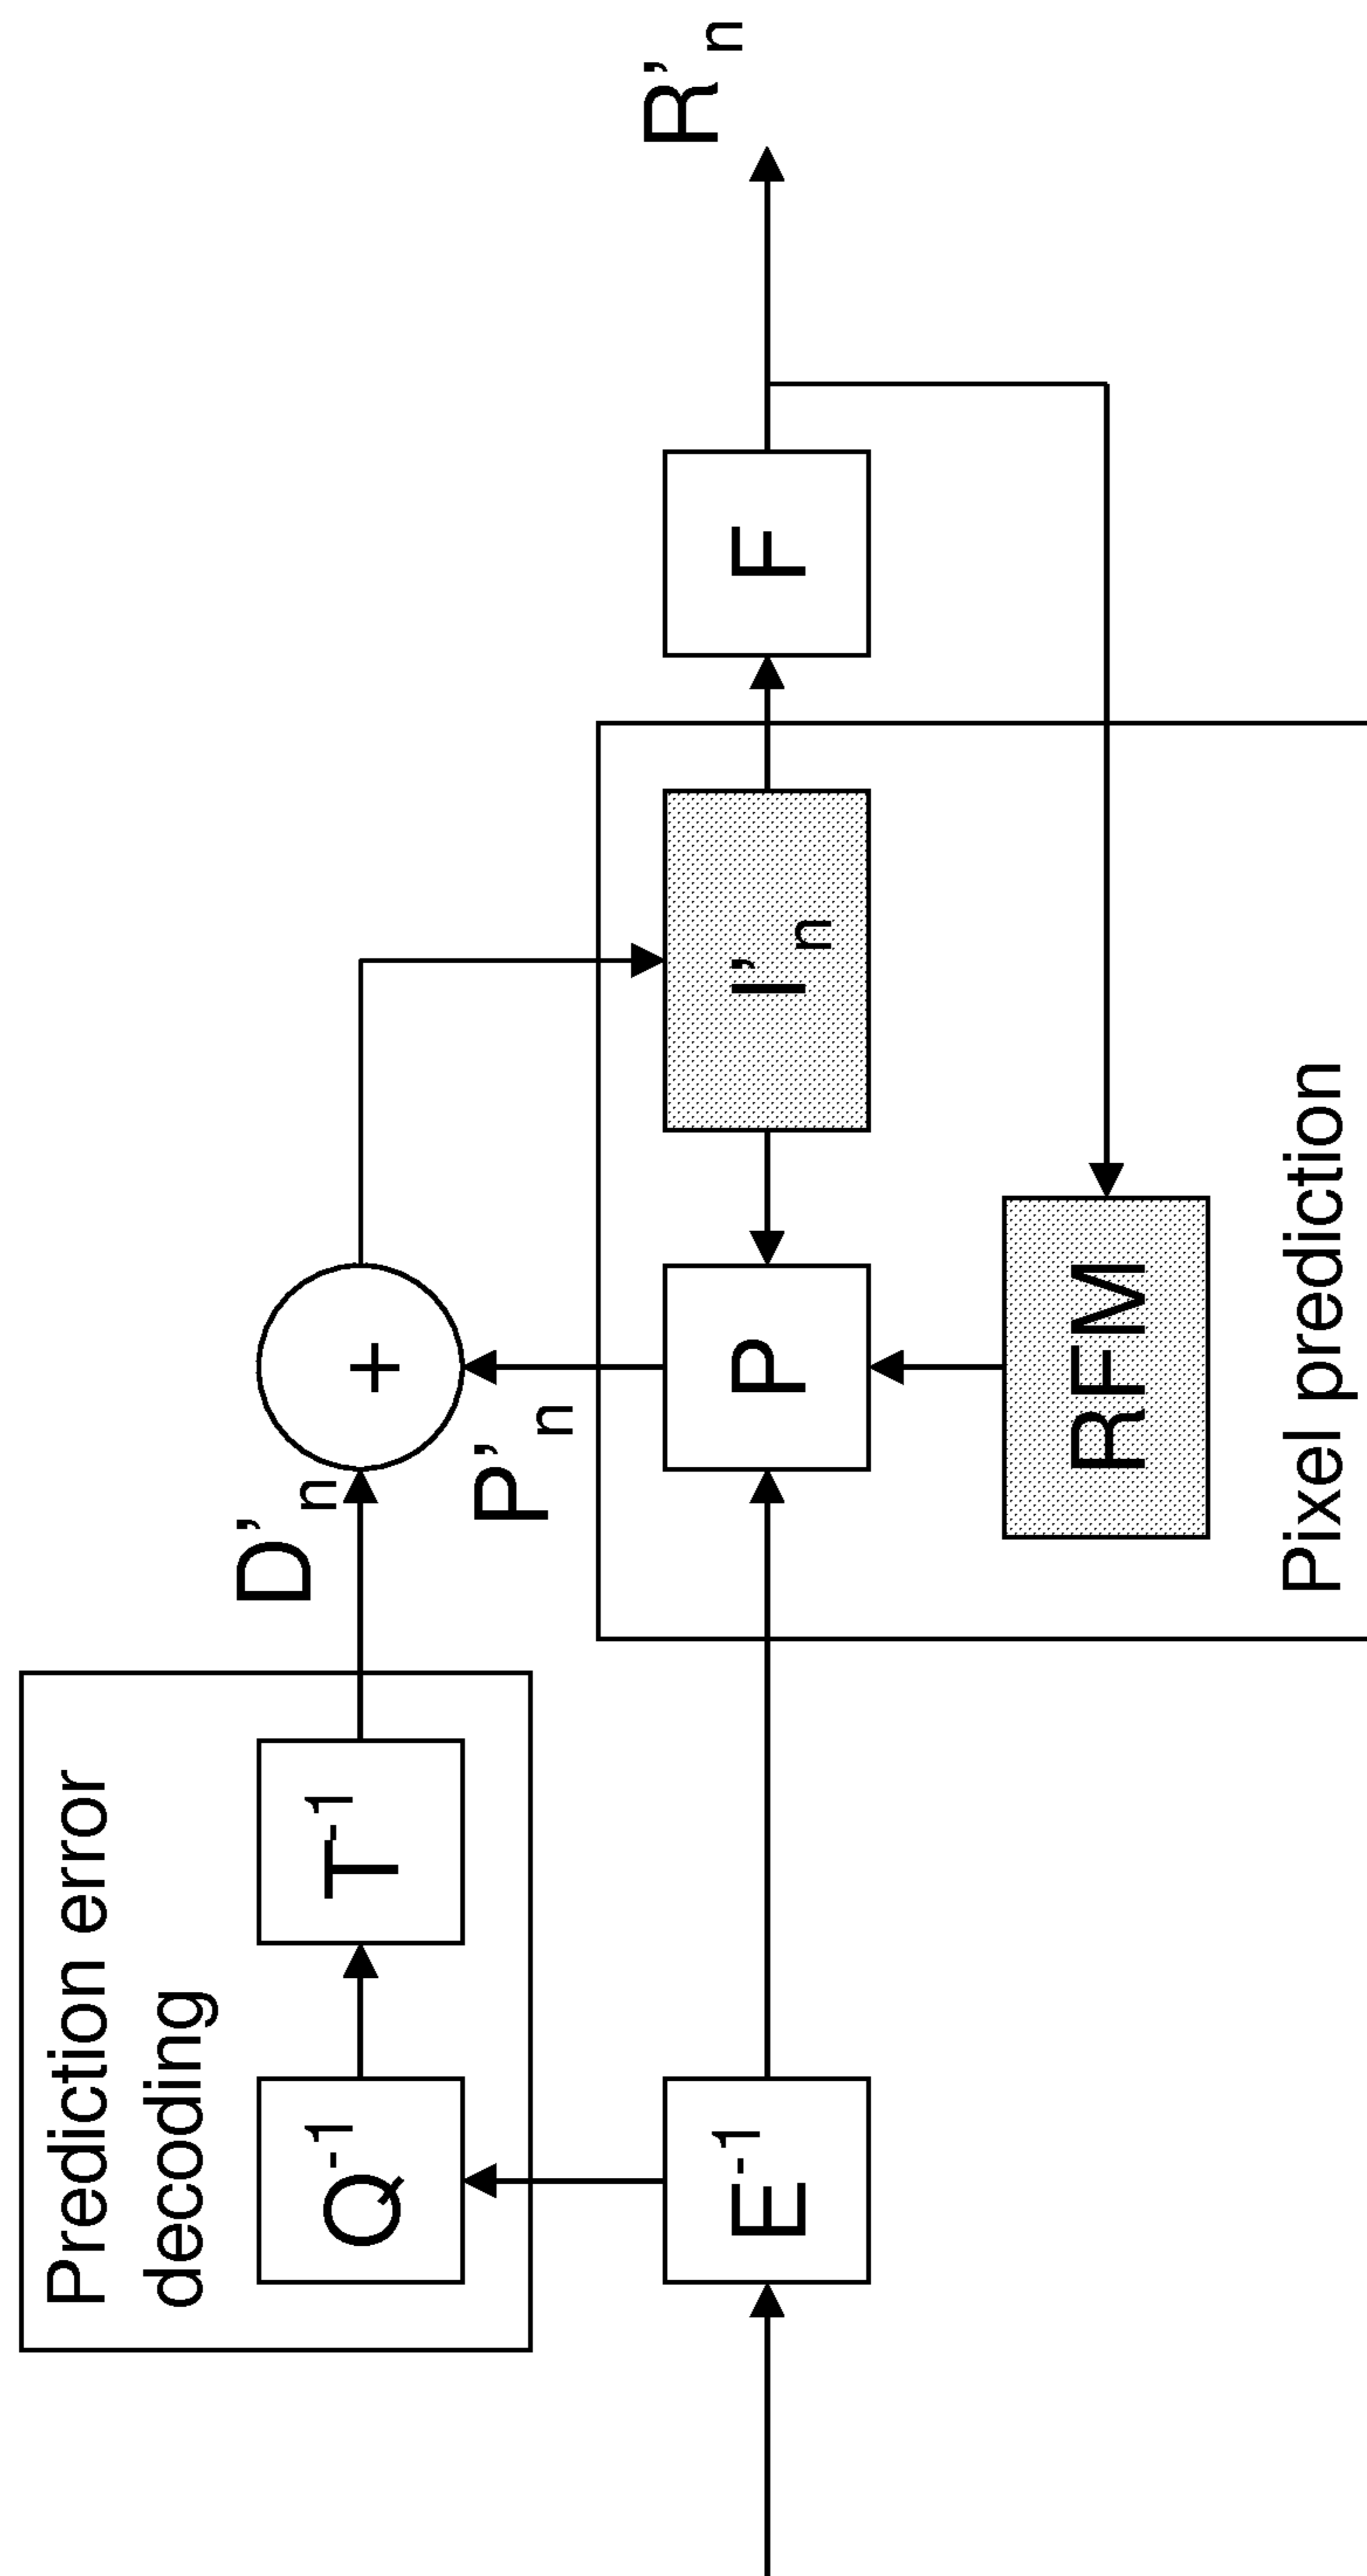 Prediction error
decoding
Q-1
T-1
D’n
+
P’n
E-1
P
I’n
F
R’n
RFM
Pixel prediction